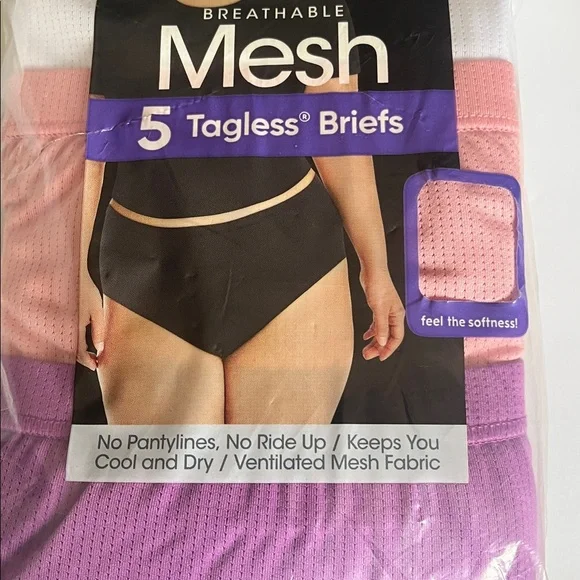 BREATHABLE
Mesh
5 Tagless® Briefs
feel the softness!
No Pantylines, No Ride Up / Keeps You
Cool and Dry / Ventilated Mesh Fabric